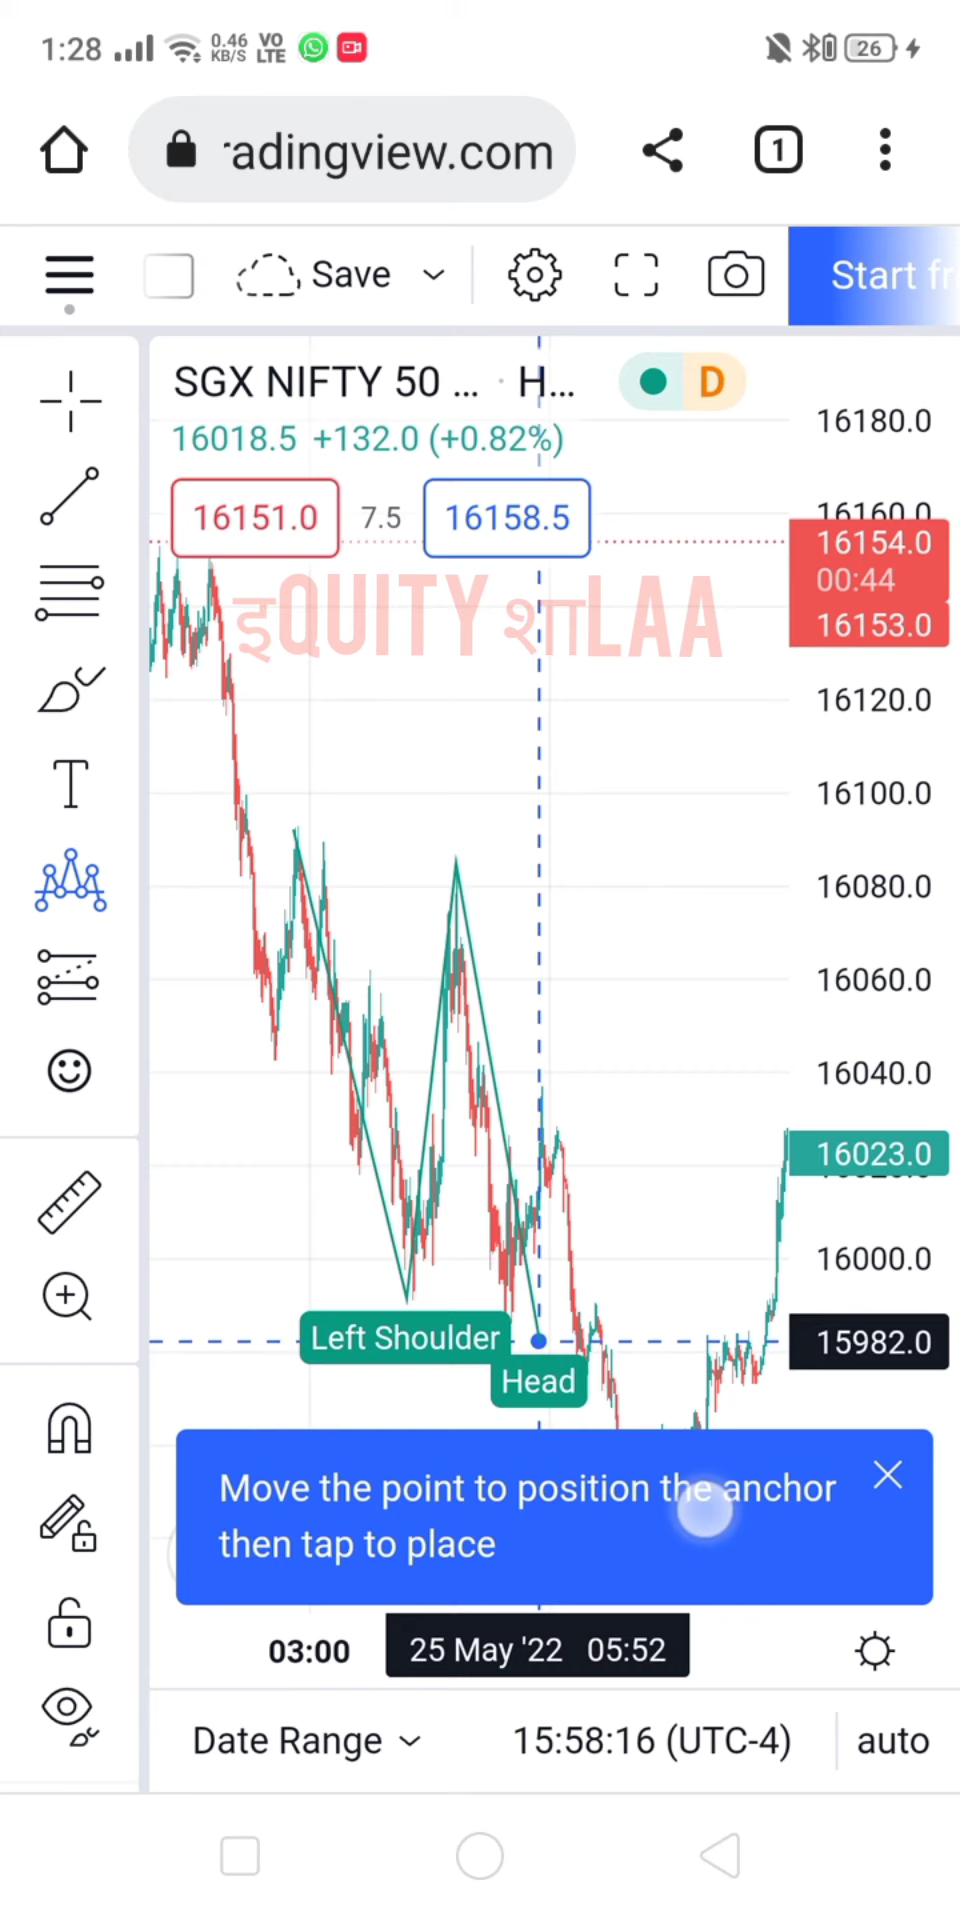 1:28 0.46 KB/S VO LTE 26
adingview.com 1
Save Start fr
SGX NIFTY 50 ... · H... D
16018.5 +132.0 (+0.82%)
16151.0 7.5 16158.5
इQUITY शाLAA
16180.0
16160.0
16154.0
00:44
16153.0
16120.0
16100.0
16080.0
16060.0
16040.0
16023.0
16000.0
15982.0
Left Shoulder
Head
Move the point to position the anchor
then tap to place
03:00 25 May '22 05:52
Date Range 15:58:16 (UTC-4) auto